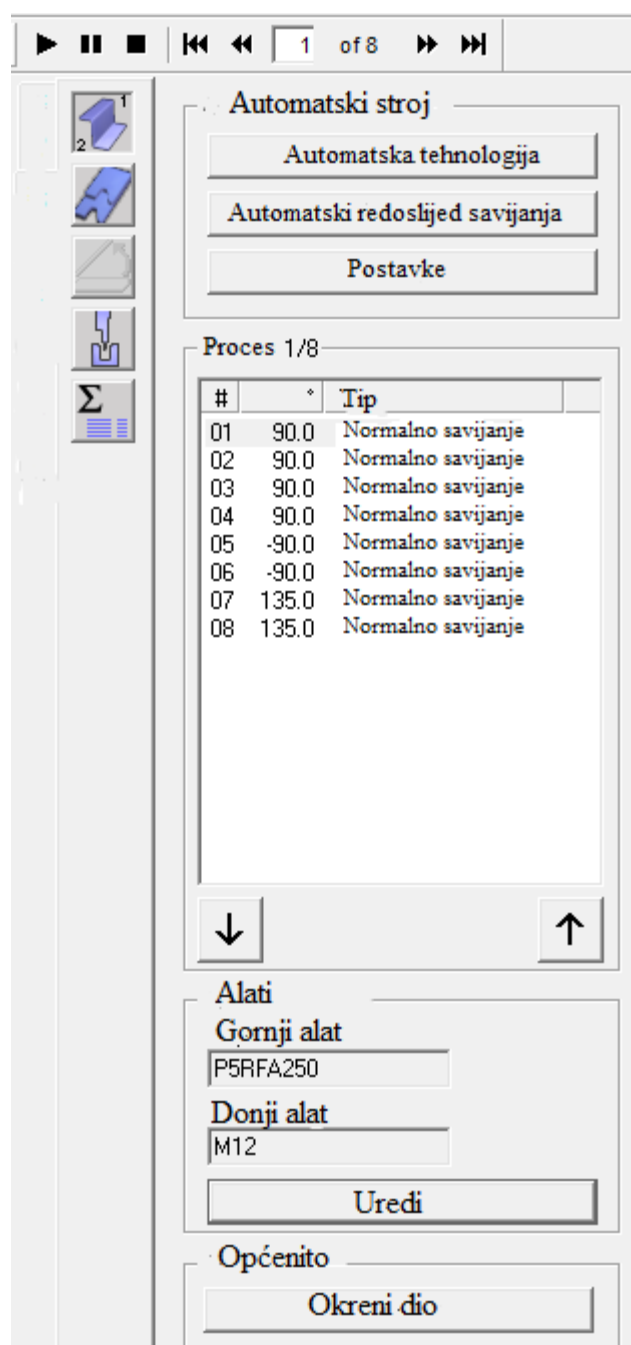 1 of 8
1
2
Automatski stroj
Automatska tehnologija
Automatski redoslijed savijanja
Postavke
Proces 1/8
Σ
# ° Tip
01 90.0 Normalno savijanje
02 90.0 Normalno savijanje
03 90.0 Normalno savijanje
04 90.0 Normalno savijanje
05 -90.0 Normalno savijanje
06 -90.0 Normalno savijanje
07 135.0 Normalno savijanje
08 135.0 Normalno savijanje
Alati
Gornji alat
P5RFA250
Donji alat
M12
Uredi
Općenito
Okreni dio